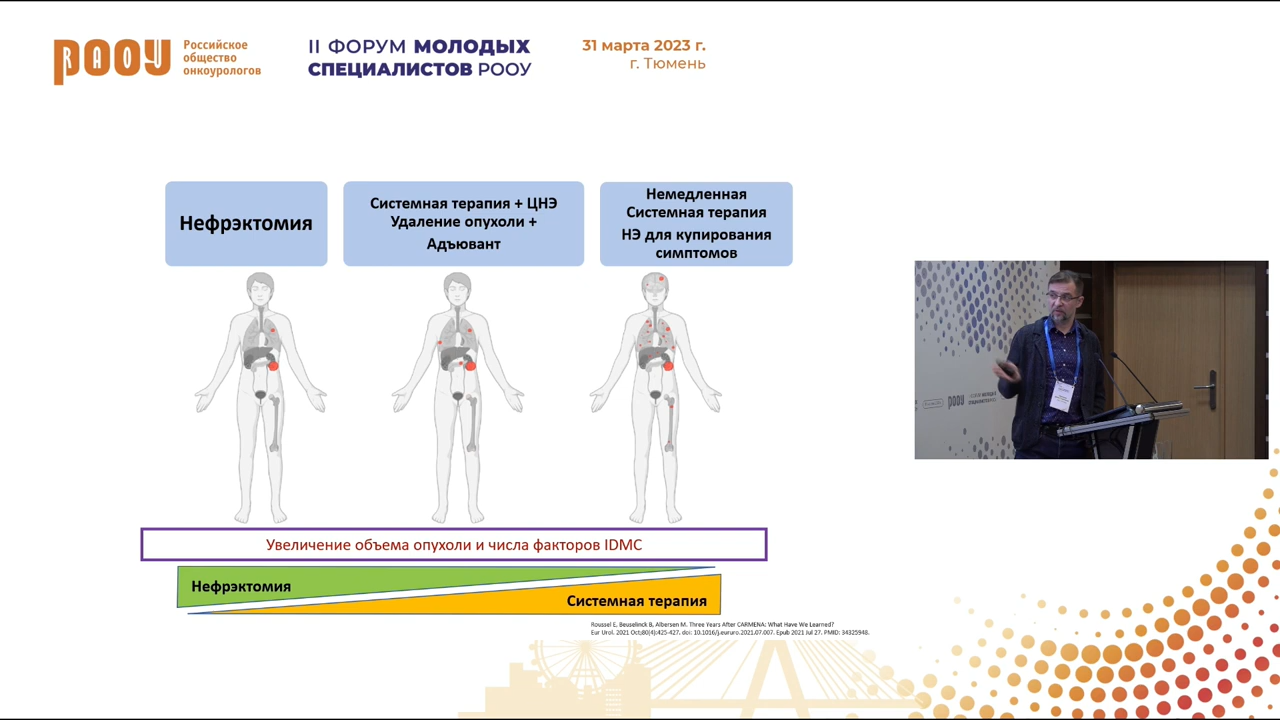 РООУ
RAOU
Российское
общество
онкоурологов
II ФОРУМ МОЛОДЫХ
СПЕЦИАЛИСТОВ РООУ
31 марта 2023 г.
г. Тюмень
Нефрэктомия
Системная терапия + ЦНЭ
Удаление опухоли +
Адъювант
Немедленная
Системная терапия
НЭ для купирования
симптомов
Увеличение объема опухоли и числа факторов IDMC
Нефрэктомия
Системная терапия
Roussel E, Beuselinck B, Albersen M. Three Years After CARMENA: What Have We Learned?
Eur Urol. 2021 Oct;80(4):425-427. doi: 10.1016/j.eururo.2021.07.007. Epub 2021 Jul 27. PMID: 34325948.
РООУ